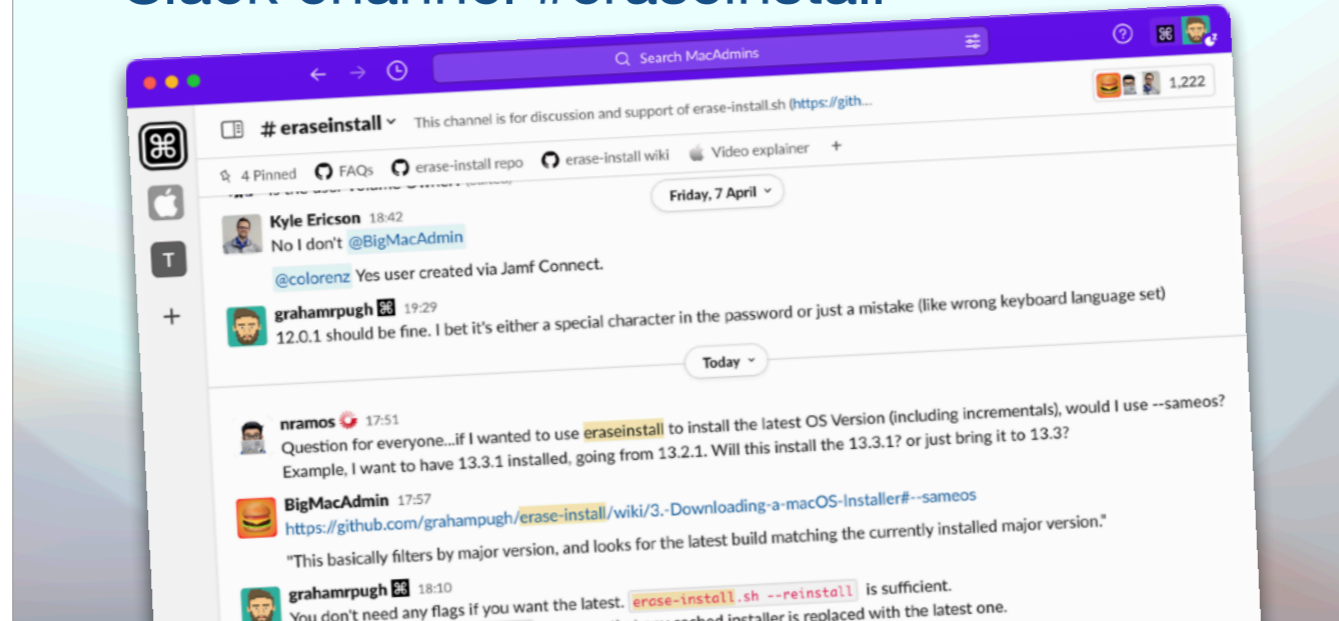 Slack channel #eraseinstall
Search MacAdmins
# eraseinstall
This channel is for discussion and support of erase-install.sh (https://gith...
1,222
4 Pinned FAQs erase-install repo erase-install wiki Video explainer +
Friday, 7 April
Kyle Ericson 18:42
No I don't @BigMacAdmin
@colorenz Yes user created via Jamf Connect.
T
grahamrpugh 19:29
12.0.1 should be fine. I bet it's either a special character in the password or just a mistake (like wrong keyboard language set)
Today
nramos 17:51
Question for everyone...if I wanted to use eraseinstall to install the latest OS Version (including incrementals), would I use --sameos?
Example, I want to have 13.3.1 installed, going from 13.2.1. Will this install the 13.3.1? or just bring it to 13.3?
BigMacAdmin 17:57
https://github.com/grahampugh/erase-install/wiki/3.-Downloading-a-macOS-Installer#--sameos
"This basically filters by major version, and looks for the latest build matching the currently installed major version."
grahamrpugh 18:10
You don't need any flags if you want the latest. erase-install.sh --reinstall is sufficient.
cached installer is replaced with the latest one.